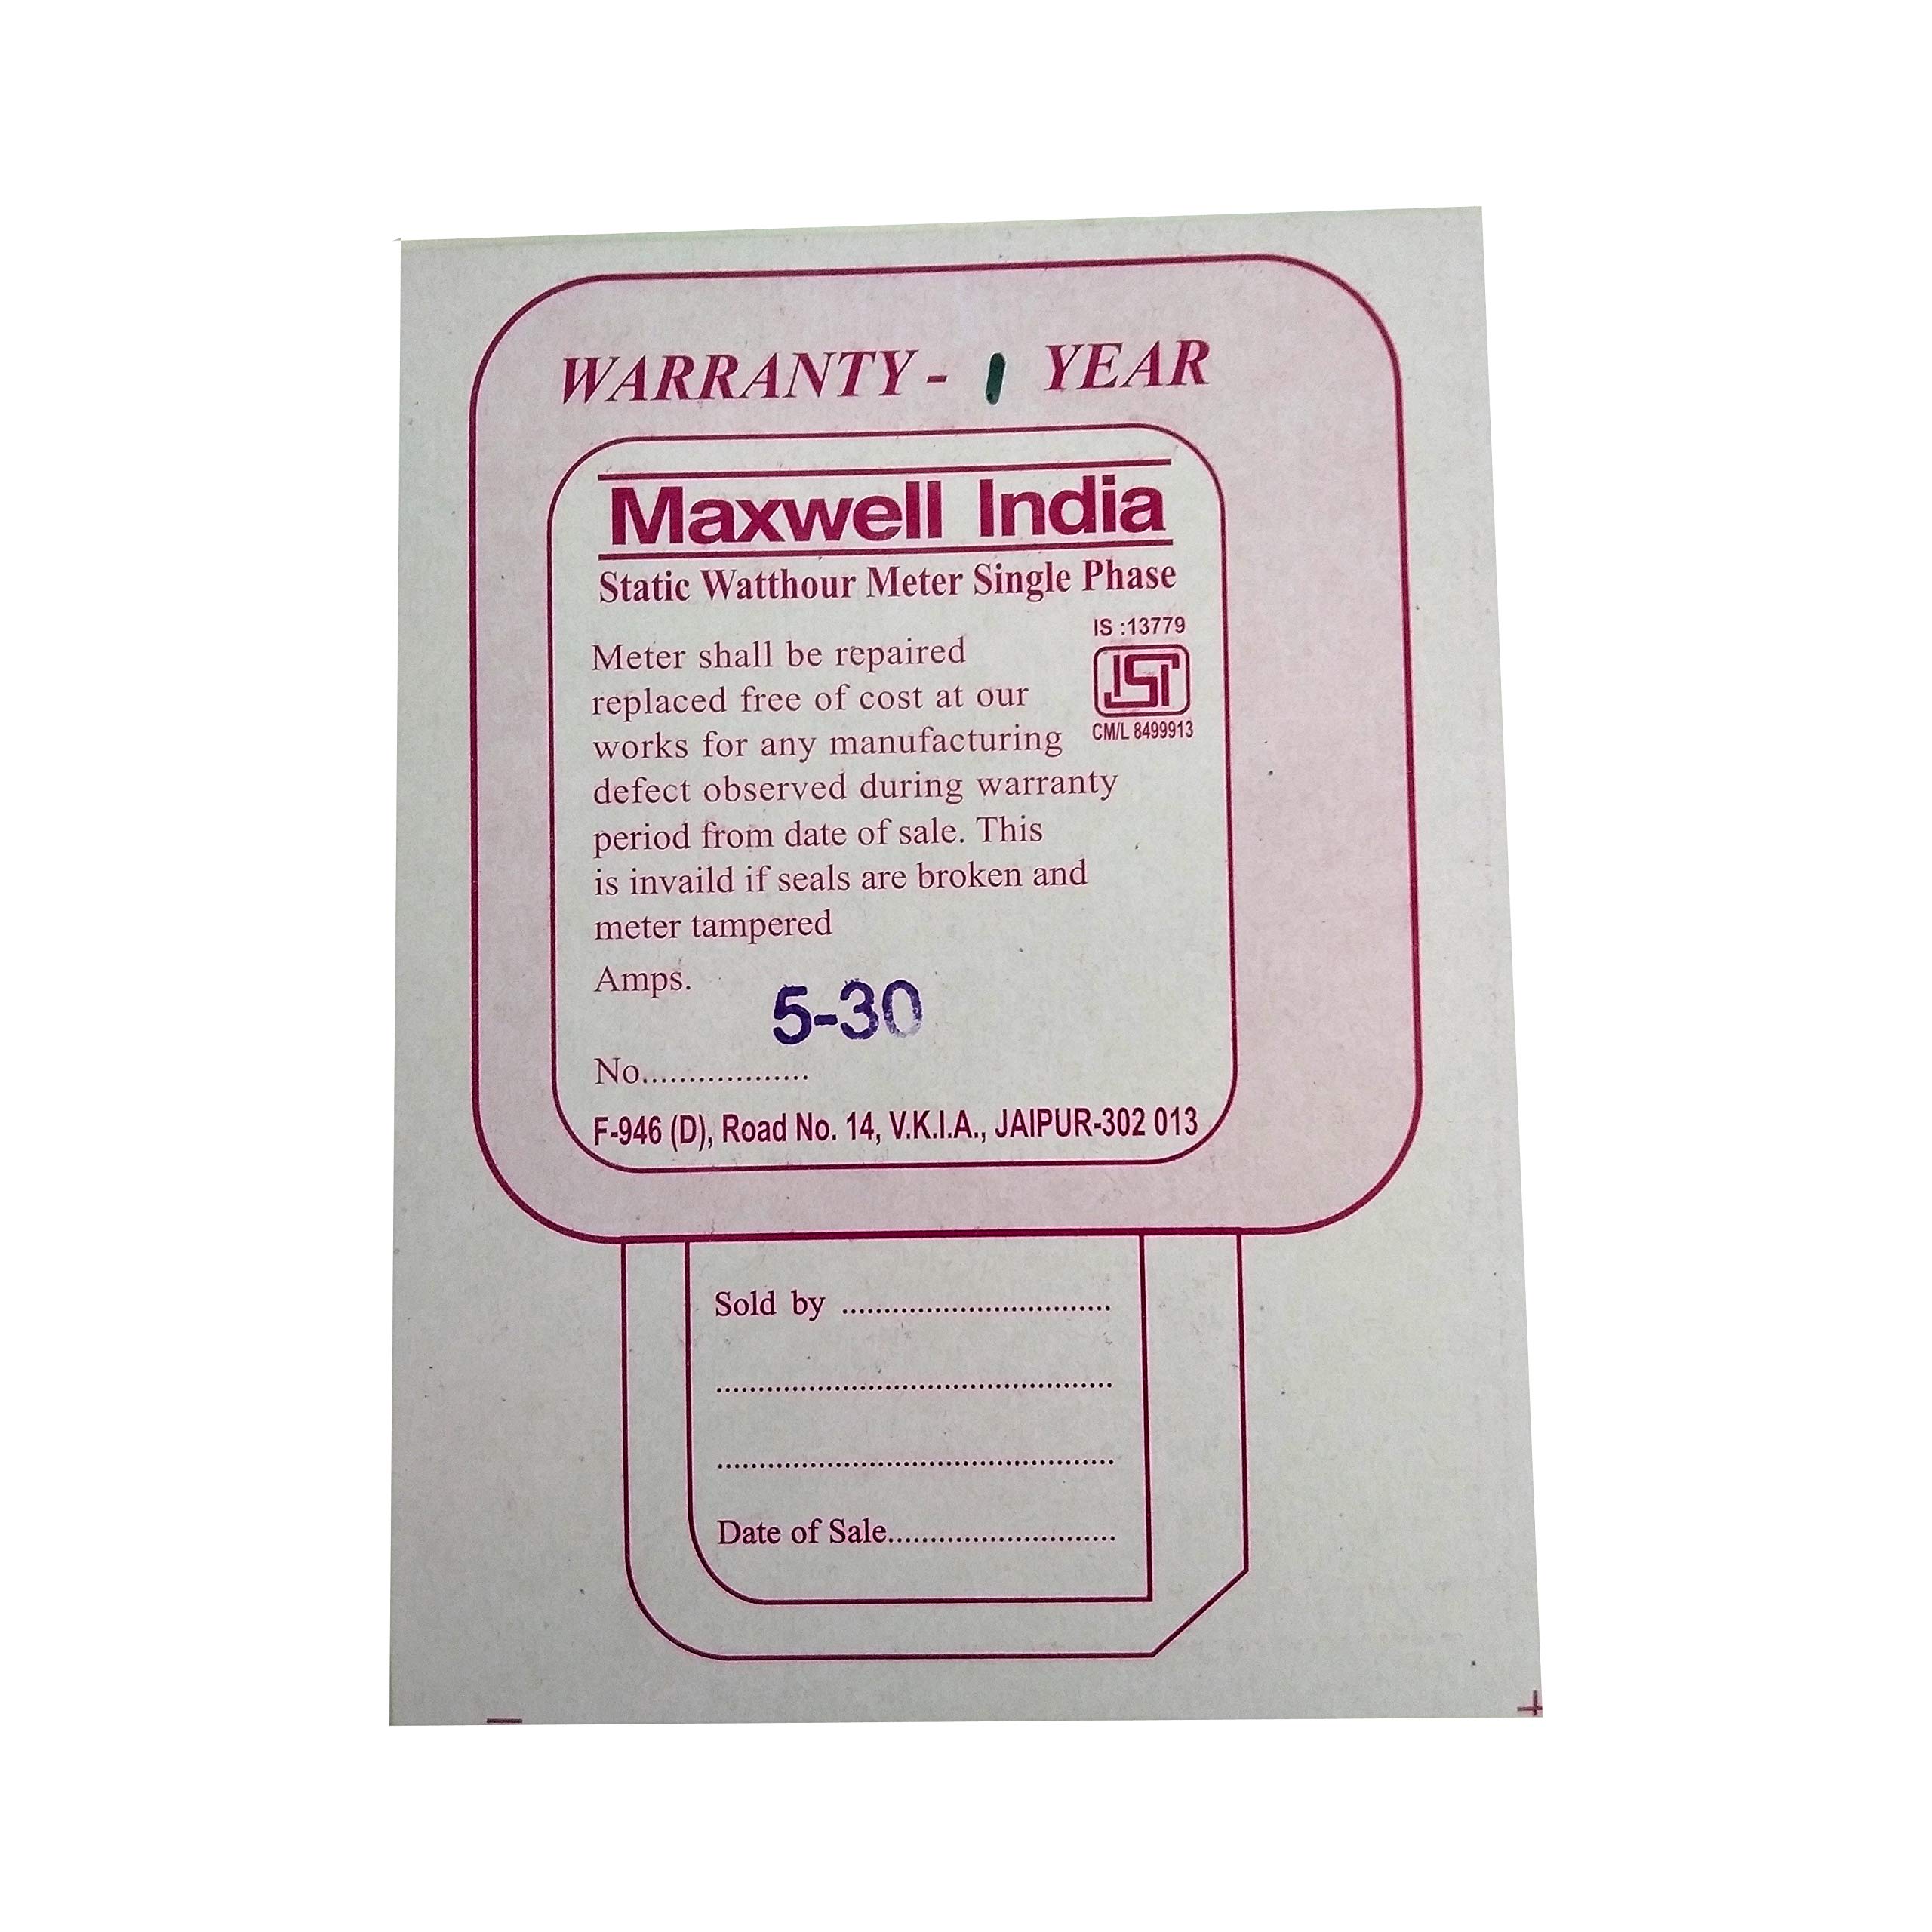 WARRANTY - 1 YEAR
Maxwell India
Static Watthour Meter Single Phase
IS :13779
ISI
CM/L 8499913
Meter shall be repaired
replaced free of cost at our
works for any manufacturing
defect observed during warranty
period from date of sale. This
is invaild if seals are broken and
meter tampered
Amps.
5-30
No..................
F-946 (D), Road No. 14, V.K.I.A., JAIPUR-302 013
Sold by ................................
................................................
................................................
Date of Sale...........................